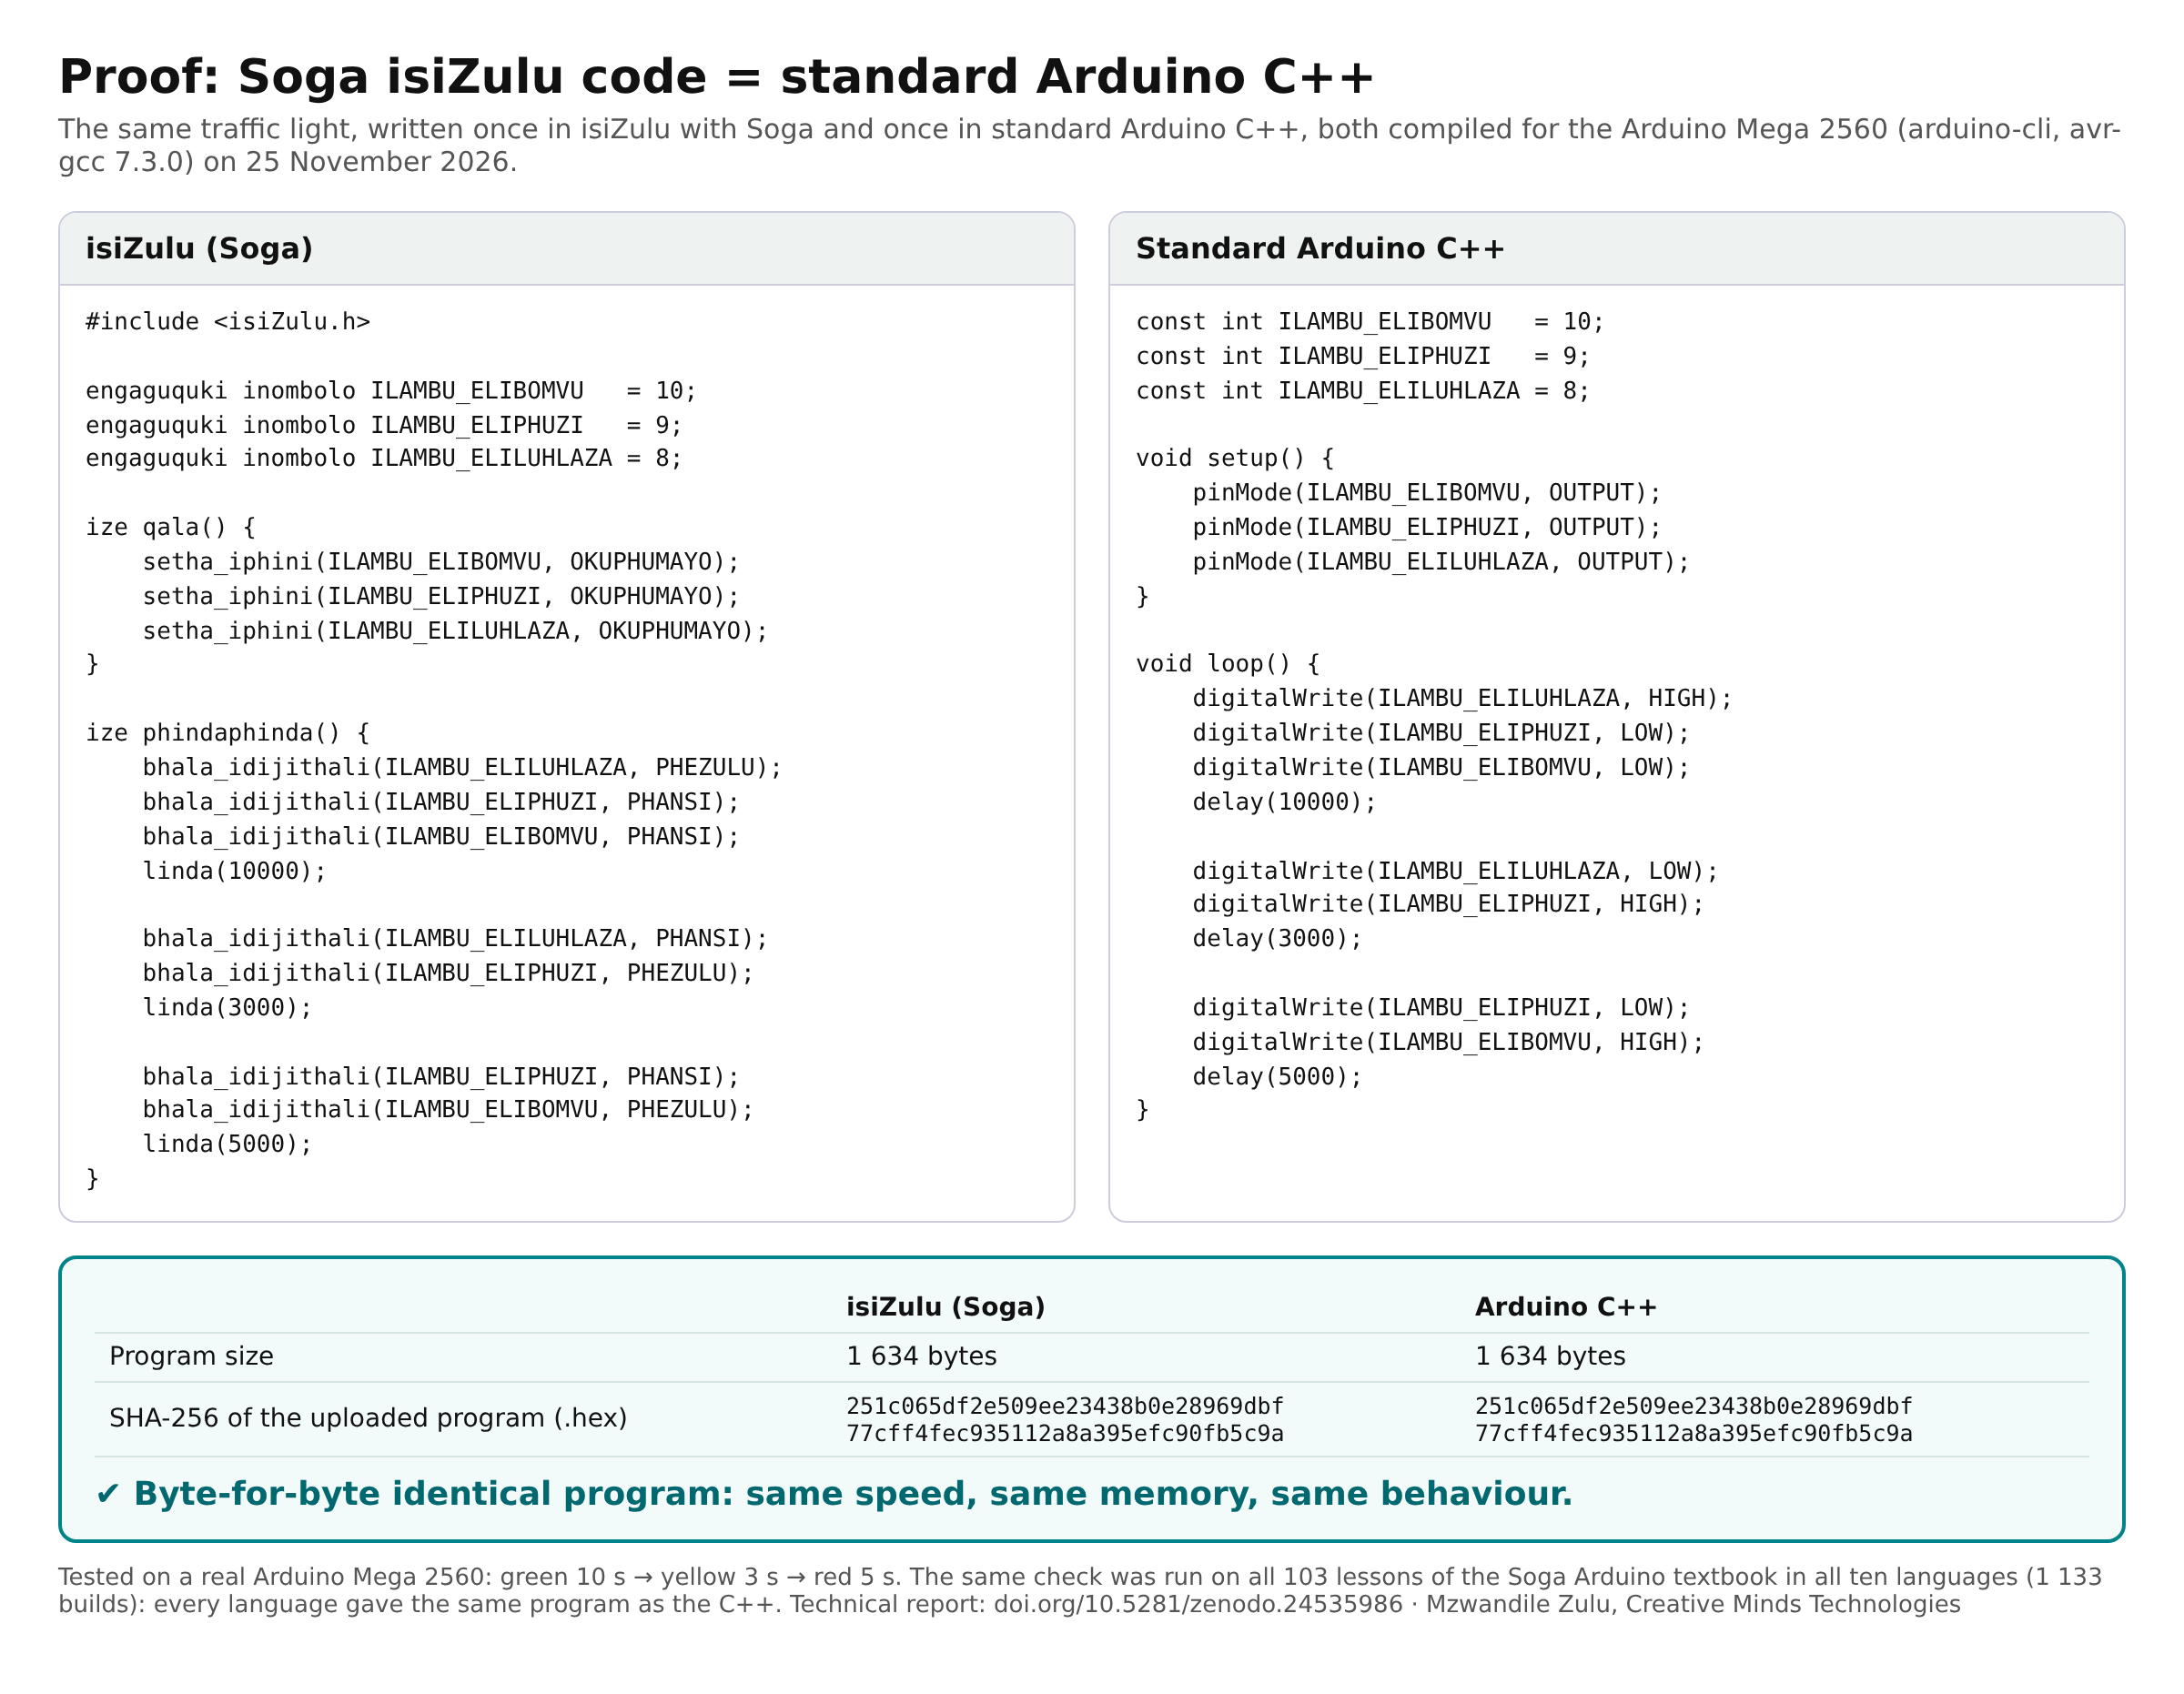 Proof: Soga isiZulu code = standard Arduino C++
The same traffic light, written once in isiZulu with Soga and once in standard Arduino C++, both compiled for the Arduino Mega 2560 (arduino-cli, avr-
gcc 7.3.0) on 25 November 2026.
isiZulu (Soga)
#include <isiZulu.h>
engaguquki inombolo ILAMBU_ELIBOMVU   = 10;
engaguquki inombolo ILAMBU_ELIPHUZI   = 9;
engaguquki inombolo ILAMBU_ELILUHLAZA = 8;
ize qala() {
    setha_iphini(ILAMBU_ELIBOMVU, OKUPHUMAYO);
    setha_iphini(ILAMBU_ELIPHUZI, OKUPHUMAYO);
    setha_iphini(ILAMBU_ELILUHLAZA, OKUPHUMAYO);
}
ize phindaphinda() {
    bhala_idijithali(ILAMBU_ELILUHLAZA, PHEZULU);
    bhala_idijithali(ILAMBU_ELIPHUZI, PHANSI);
    bhala_idijithali(ILAMBU_ELIBOMVU, PHANSI);
    linda(10000);
    bhala_idijithali(ILAMBU_ELILUHLAZA, PHANSI);
    bhala_idijithali(ILAMBU_ELIPHUZI, PHEZULU);
    linda(3000);
    bhala_idijithali(ILAMBU_ELIPHUZI, PHANSI);
    bhala_idijithali(ILAMBU_ELIBOMVU, PHEZULU);
    linda(5000);
}
Standard Arduino C++
const int ILAMBU_ELIBOMVU   = 10;
const int ILAMBU_ELIPHUZI   = 9;
const int ILAMBU_ELILUHLAZA = 8;
void setup() {
    pinMode(ILAMBU_ELIBOMVU, OUTPUT);
    pinMode(ILAMBU_ELIPHUZI, OUTPUT);
    pinMode(ILAMBU_ELILUHLAZA, OUTPUT);
}
void loop() {
    digitalWrite(ILAMBU_ELILUHLAZA, HIGH);
    digitalWrite(ILAMBU_ELIPHUZI, LOW);
    digitalWrite(ILAMBU_ELIBOMVU, LOW);
    delay(10000);
    digitalWrite(ILAMBU_ELILUHLAZA, LOW);
    digitalWrite(ILAMBU_ELIPHUZI, HIGH);
    delay(3000);
    digitalWrite(ILAMBU_ELIPHUZI, LOW);
    digitalWrite(ILAMBU_ELIBOMVU, HIGH);
    delay(5000);
}
isiZulu (Soga) Arduino C++
Program size 1 634 bytes 1 634 bytes
SHA-256 of the uploaded program (.hex) 251c065df2e509ee23438b0e28969dbf 251c065df2e509ee23438b0e28969dbf
77cff4fec935112a8a395efc90fb5c9a 77cff4fec935112a8a395efc90fb5c9a
✔ Byte-for-byte identical program: same speed, same memory, same behaviour.
Tested on a real Arduino Mega 2560: green 10 s → yellow 3 s → red 5 s. The same check was run on all 103 lessons of the Soga Arduino textbook in all ten languages (1 133
builds): every language gave the same program as the C++. Technical report: doi.org/10.5281/zenodo.24535986 · Mzwandile Zulu, Creative Minds Technologies